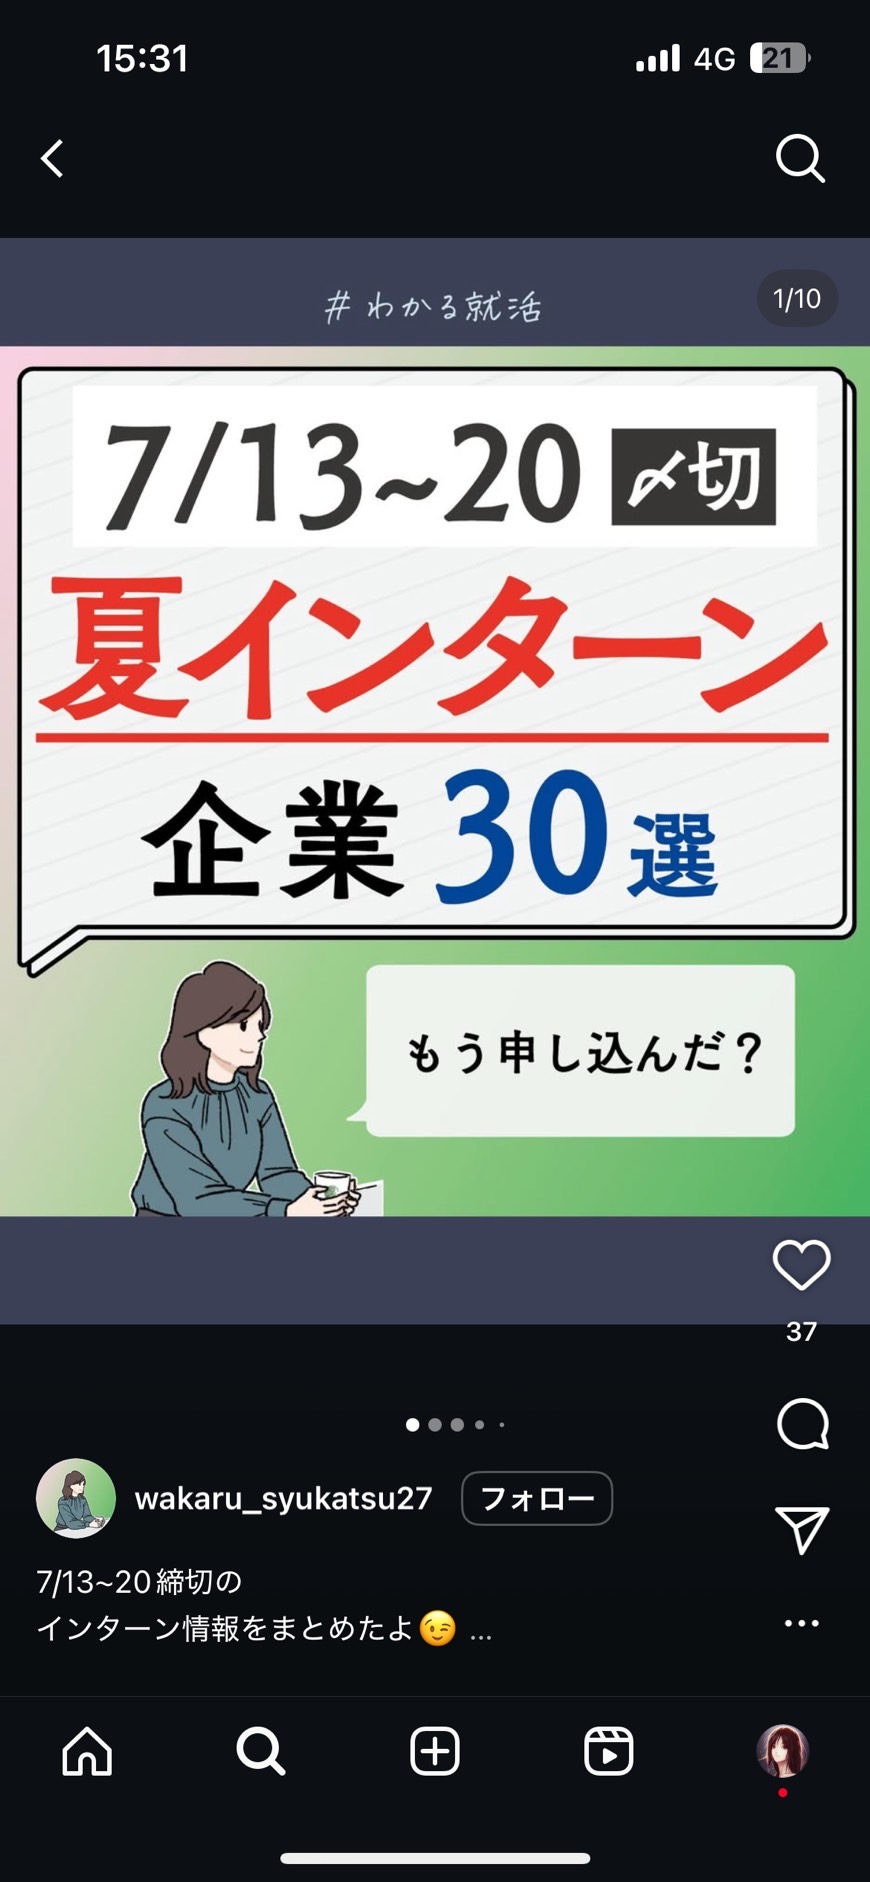 15:31
4G 21
# わかる就活
1/10
7/13~20 〆切
夏インターン
企業30選
もう申し込んだ？
37
wakaru_syukatsu27 フォロー
7/13~20締切の
インターン情報をまとめたよ😉 ...